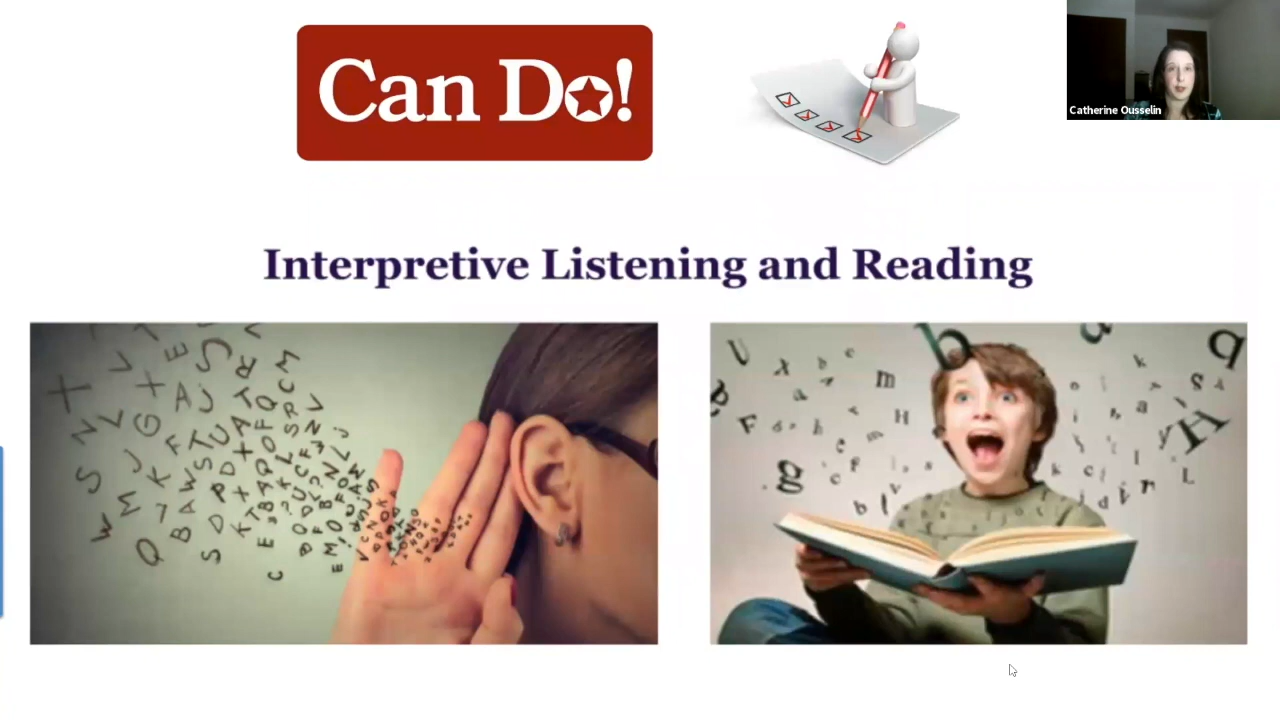 Can Do!
Catherine Ousselin
Interpretive Listening and Reading